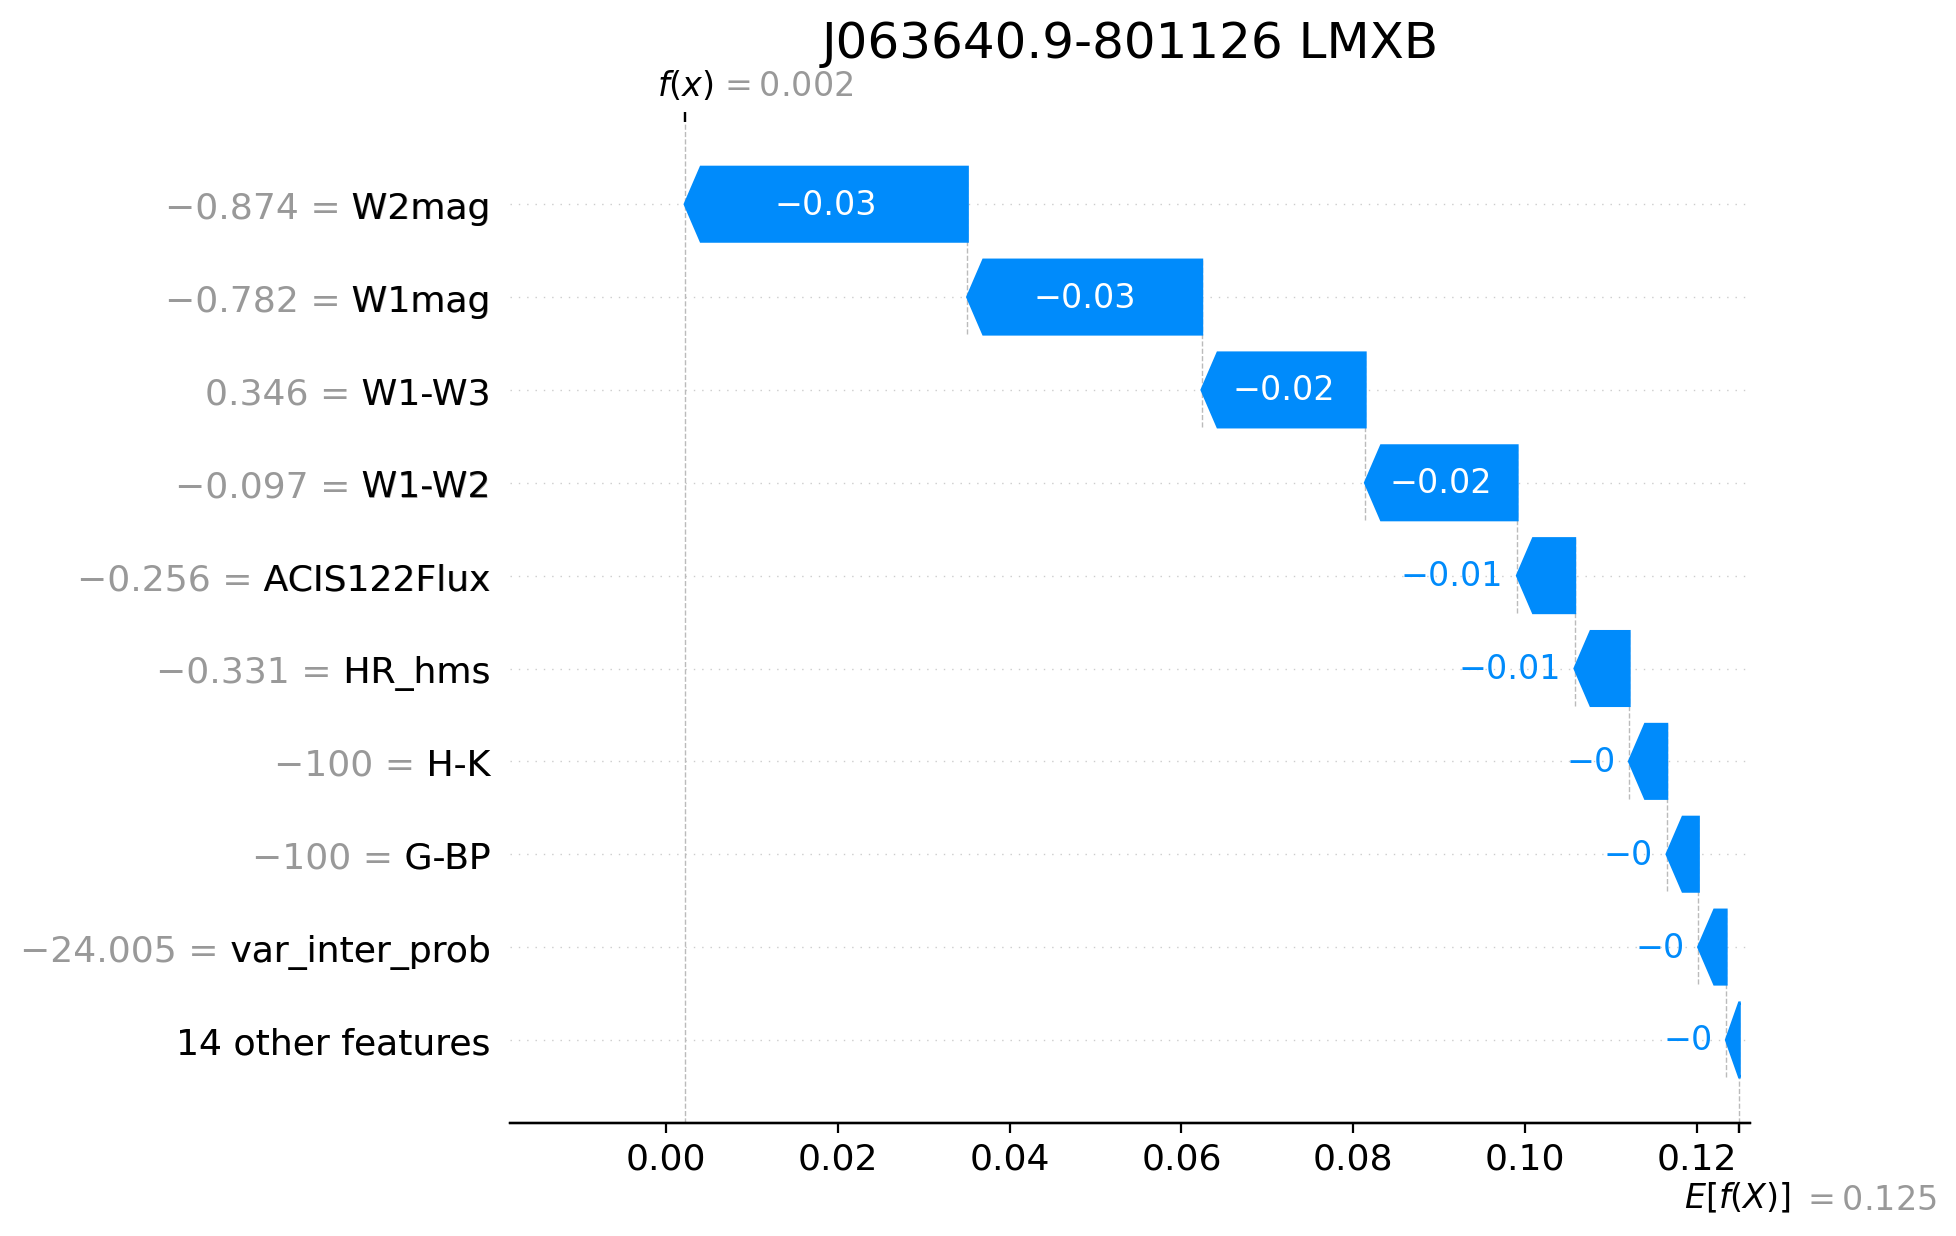 J063640.9-801126 LMXB
f(x) = 0.002
−0.874 = W2mag −0.03
−0.782 = W1mag −0.03
0.346 = W1-W3 −0.02
−0.097 = W1-W2 −0.02
−0.256 = ACIS122Flux −0.01
−0.331 = HR_hms −0.01
−100 = H-K −0
−100 = G-BP −0
−24.005 = var_inter_prob −0
14 other features −0
0.00 0.02 0.04 0.06 0.08 0.10 0.12
E[f(X)] = 0.125